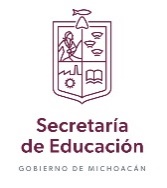 Secretaría
de Educación
GOBIERNO DE MICHOACÁN